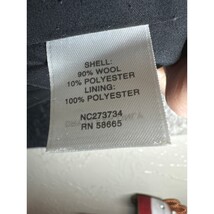 SHELL:
90% WOOL
10% POLYESTER
LINING:
100% POLYESTER
NC273734
RN 58665